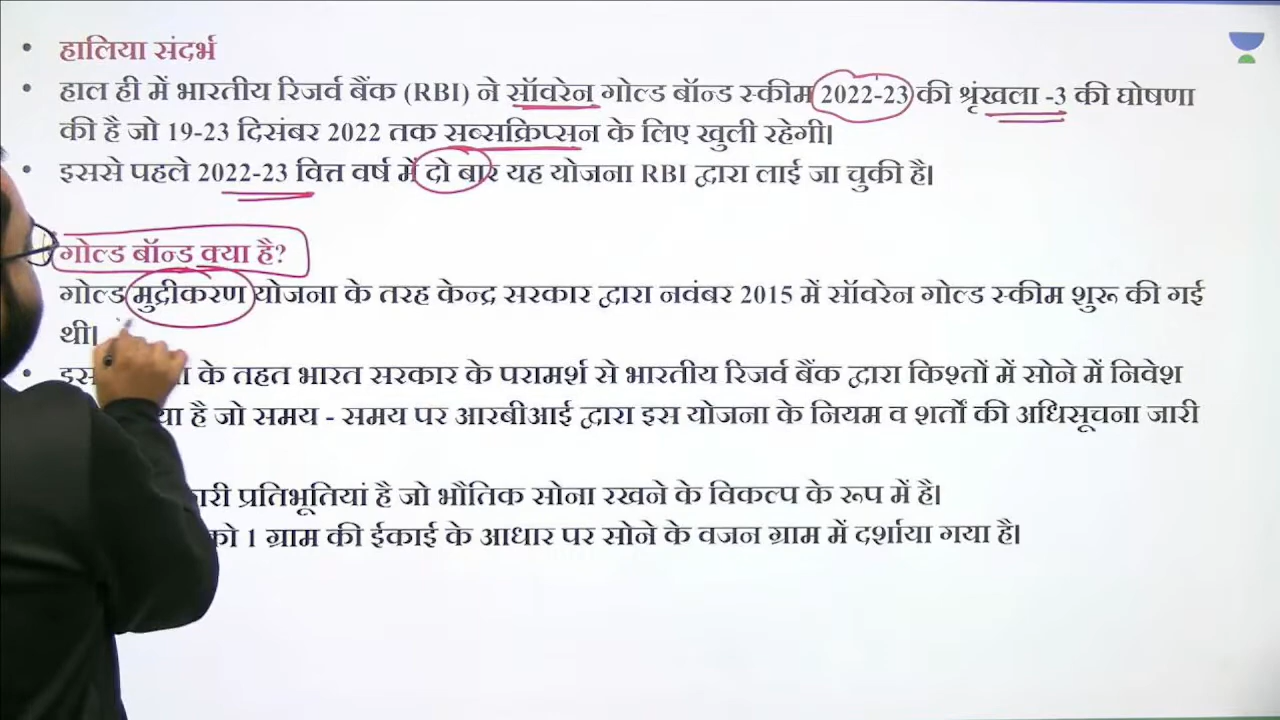 हालिया संदर्भ
हाल ही में भारतीय रिजर्व बैंक (RBI) ने सॉवरेन गोल्ड बॉन्ड स्कीम 2022-23 की श्रृंखला -3 की घोषणा
की है जो 19-23 दिसंबर 2022 तक सब्सक्रिप्सन के लिए खुली रहेगी।
इससे पहले 2022-23 वित्त वर्ष में दो बार यह योजना RBI द्वारा लाई जा चुकी है।
गोल्ड बॉन्ड क्या है?
गोल्ड मुद्रीकरण योजना के तरह केन्द्र सरकार द्वारा नवंबर 2015 में सॉवरेन गोल्ड स्कीम शुरू की गई
थी।
के तहत भारत सरकार के परामर्श से भारतीय रिजर्व बैंक द्वारा किश्तों में सोने में निवेश
है जो समय - समय पर आरबीआई द्वारा इस योजना के नियम व शर्तों की अधिसूचना जारी
प्रतिभूतियां है जो भौतिक सोना रखने के विकल्प के रूप में है।
को 1 ग्राम की ईकाई के आधार पर सोने के वजन ग्राम में दर्शाया गया है।